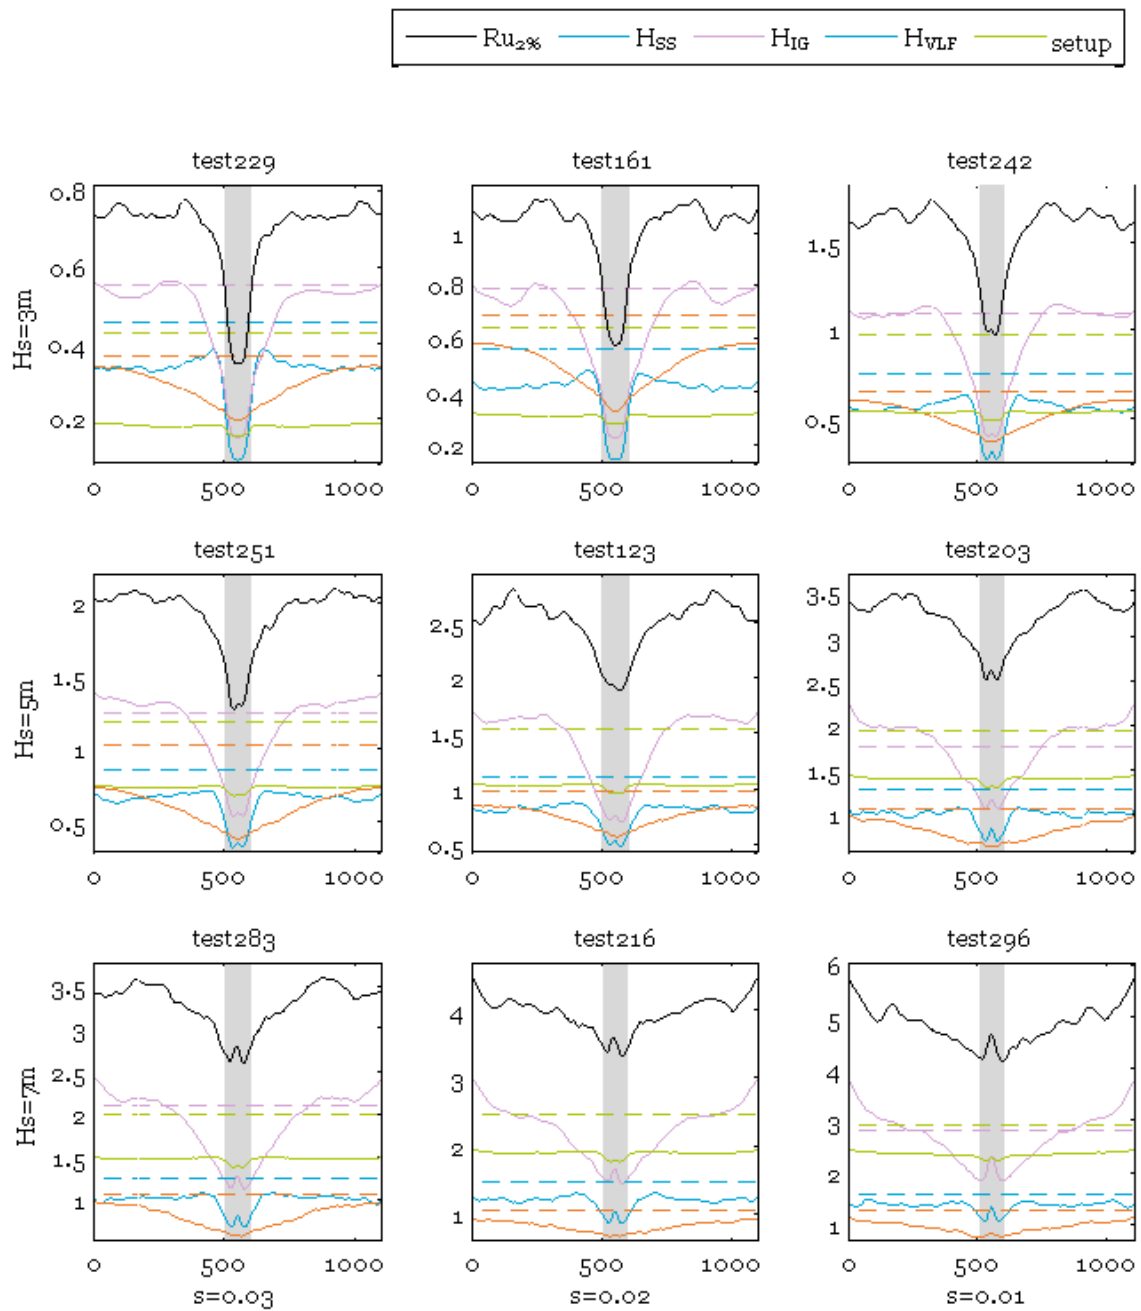 Ru2% HSS HIG HVLF setup
test229 test161 test242
Hs=3m
0.8
0.6
0.4
0.2
0 500 1000
1
0.8
0.6
0.4
0.2
0 500 1000
1.5
1
0.5
0 500 1000
test251 test123 test203
Hs=5m
2
1.5
1
0.5
0 500 1000
2.5
2
1.5
1
0.5
0 500 1000
3.5
3
2.5
2
1.5
1
0 500 1000
test283 test216 test296
Hs=7m
3.5
3
2.5
2
1.5
1
0 500 1000
s=0.03
4
3
2
1
0 500 1000
s=0.02
6
5
4
3
2
1
0 500 1000
s=0.01